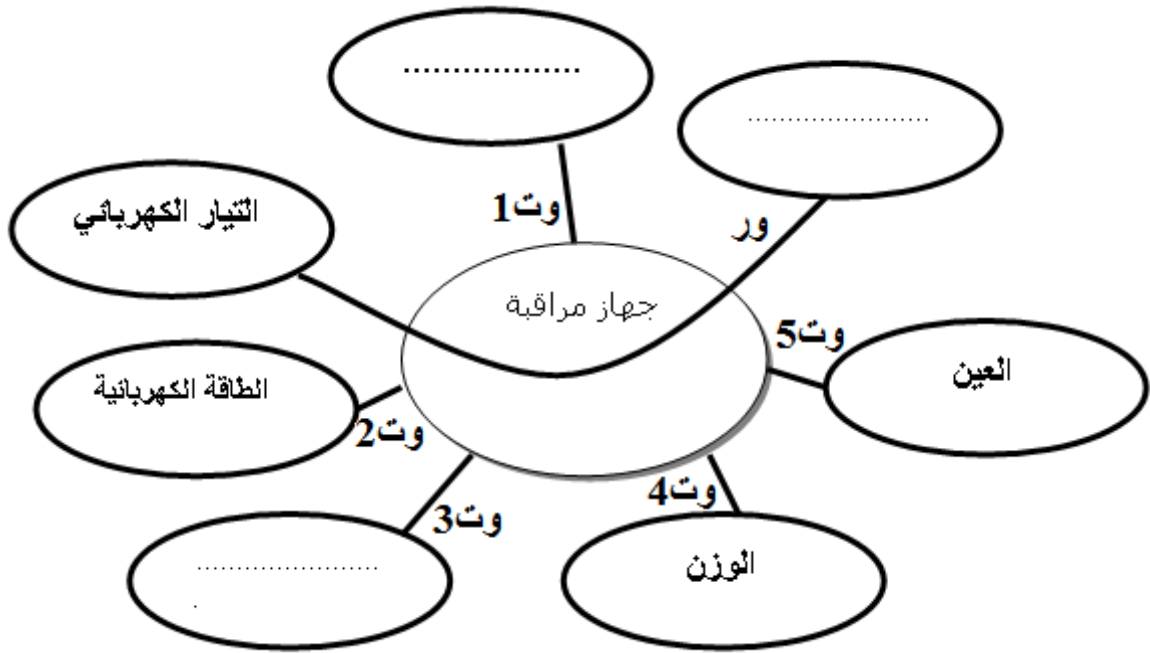 ..................
.......................
التيار الكهربائي
وت1
ور
جهاز مراقبة
وت5
العين
الطاقة الكهربائية
وت2
وت4
وت3
الوزن
.......................
.